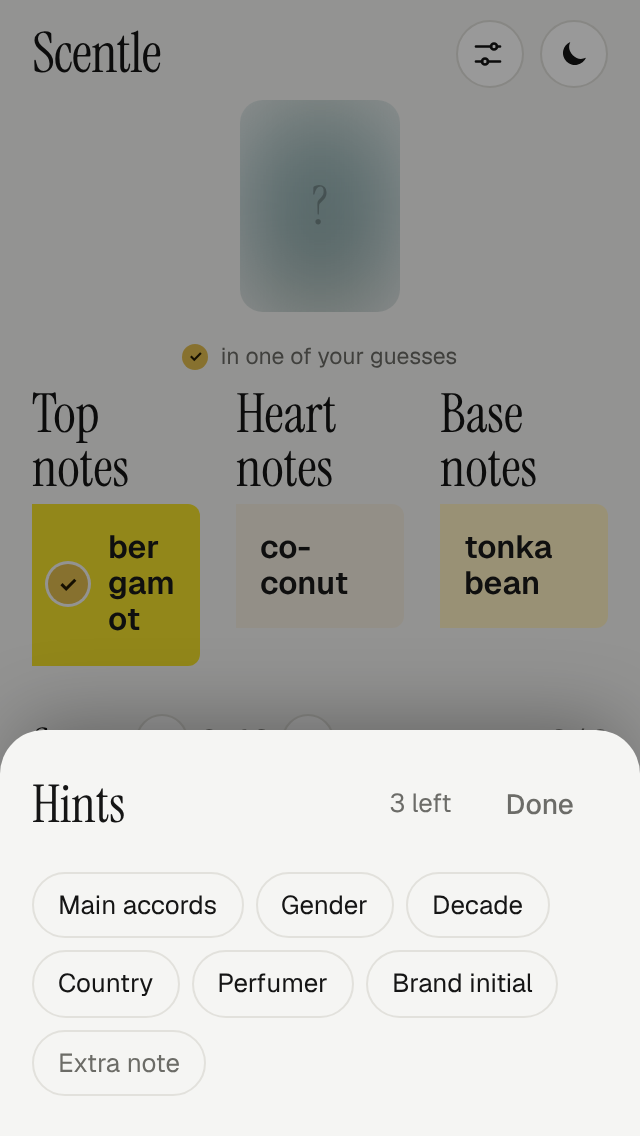 Scentle
?
in one of your guesses
Top
notes
Heart
notes
Base
notes
ber
gam
ot
co-
conut
tonka
bean
Hints
3 left
Done
Main accords
Gender
Decade
Country
Perfumer
Brand initial
Extra note